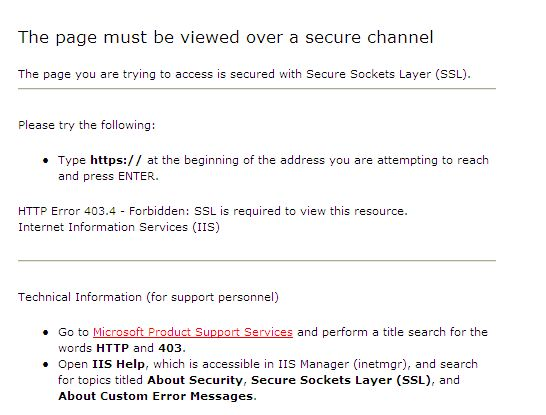 The page must be viewed over a secure channel
The page you are trying to access is secured with Secure Sockets Layer (SSL).
Please try the following:
• Type https:// at the beginning of the address you are attempting to reach
and press ENTER.
HTTP Error 403.4 - Forbidden: SSL is required to view this resource.
Internet Information Services (IIS)
Technical Information (for support personnel)
• Go to Microsoft Product Support Services and perform a title search for the
words HTTP and 403.
• Open IIS Help, which is accessible in IIS Manager (inetmgr), and search
for topics titled About Security, Secure Sockets Layer (SSL), and
About Custom Error Messages.